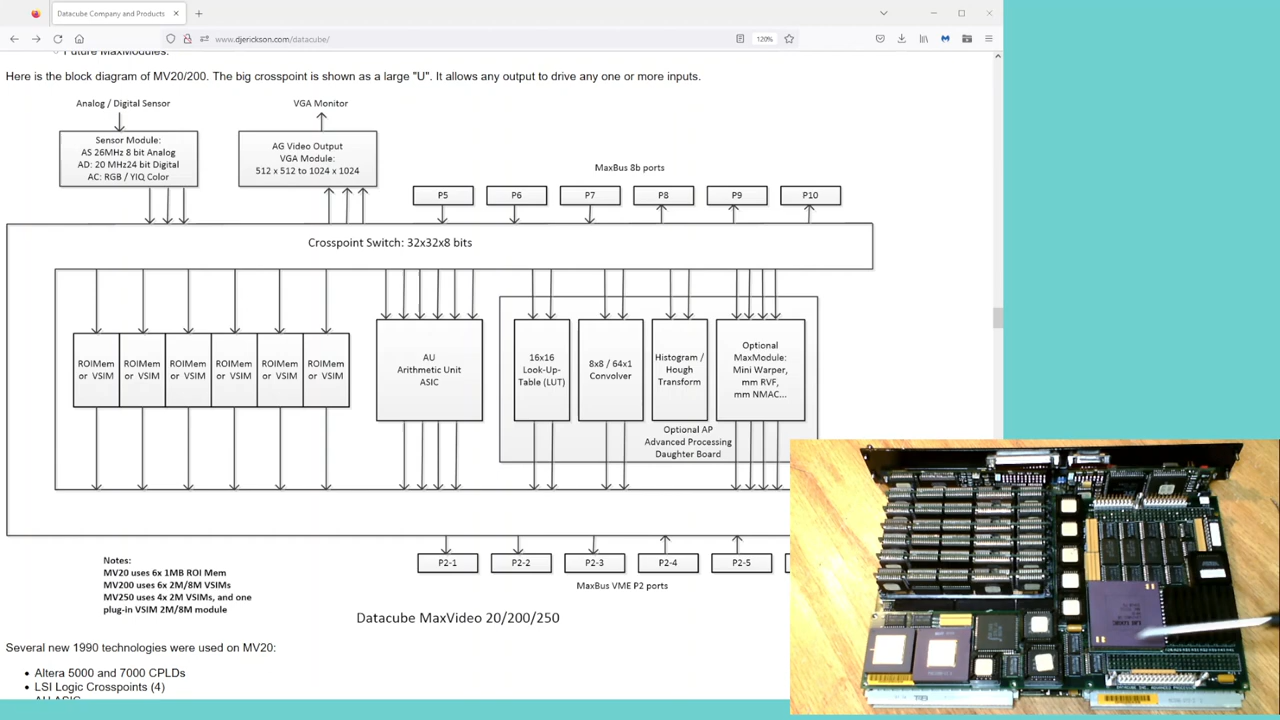 Datacube Company and Products
www.djerickson.com/datacube/
120%
Future MaxModules.
Here is the block diagram of MV20/200. The big crosspoint is shown as a large "U". It allows any output to drive any one or more inputs.
Analog / Digital Sensor
VGA Monitor
Sensor Module:
AS 26MHz 8 bit Analog
AD: 20 MHz24 bit Digital
AC: RGB / YIQ Color
AG Video Output
VGA Module:
512 x 512 to 1024 x 1024
MaxBus 8b ports
P5
P6
P7
P8
P9
P10
Crosspoint Switch: 32x32x8 bits
ROIMem
or VSIM
ROIMem
or VSIM
ROIMem
or VSIM
ROIMem
or VSIM
ROIMem
or VSIM
ROIMem
or VSIM
AU
Arithmetic Unit
ASIC
16x16
Look-Up-
Table (LUT)
8x8 / 64x1
Convolver
Histogram /
Hough
Transform
Optional
MaxModule:
Mini Warper,
mm RVF,
mm NMAC...
Optional AP
Advanced Processing
Daughter Board
P2-1
P2-2
P2-3
P2-4
P2-5
MaxBus VME P2 ports
Notes:
MV20 uses 6x 1MB ROI Mem
MV200 uses 6x 2M/8M VSIMs
MV250 uses 4x 2M VSIMs, and one
plug-in VSIM 2M/8M module
Datacube MaxVideo 20/200/250
Several new 1990 technologies were used on MV20:
Altera 5000 and 7000 CPLDs
LSI Logic Crosspoints (4)
AU ASIC
LSI LOGIC